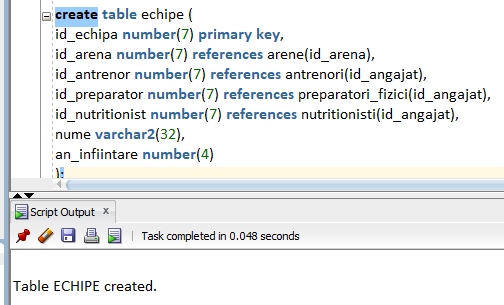 create table echipe (
id_echipa number(7) primary key,
id_arena number(7) references arene(id_arena),
id_antrenor number(7) references antrenori(id_angajat),
id_preparator number(7) references preparatori_fizici(id_angajat),
id_nutritionist number(7) references nutritionisti(id_angajat),
nume varchar2(32),
an_infiintare number(4)
);
Script Output x
Task completed in 0.048 seconds
Table ECHIPE created.